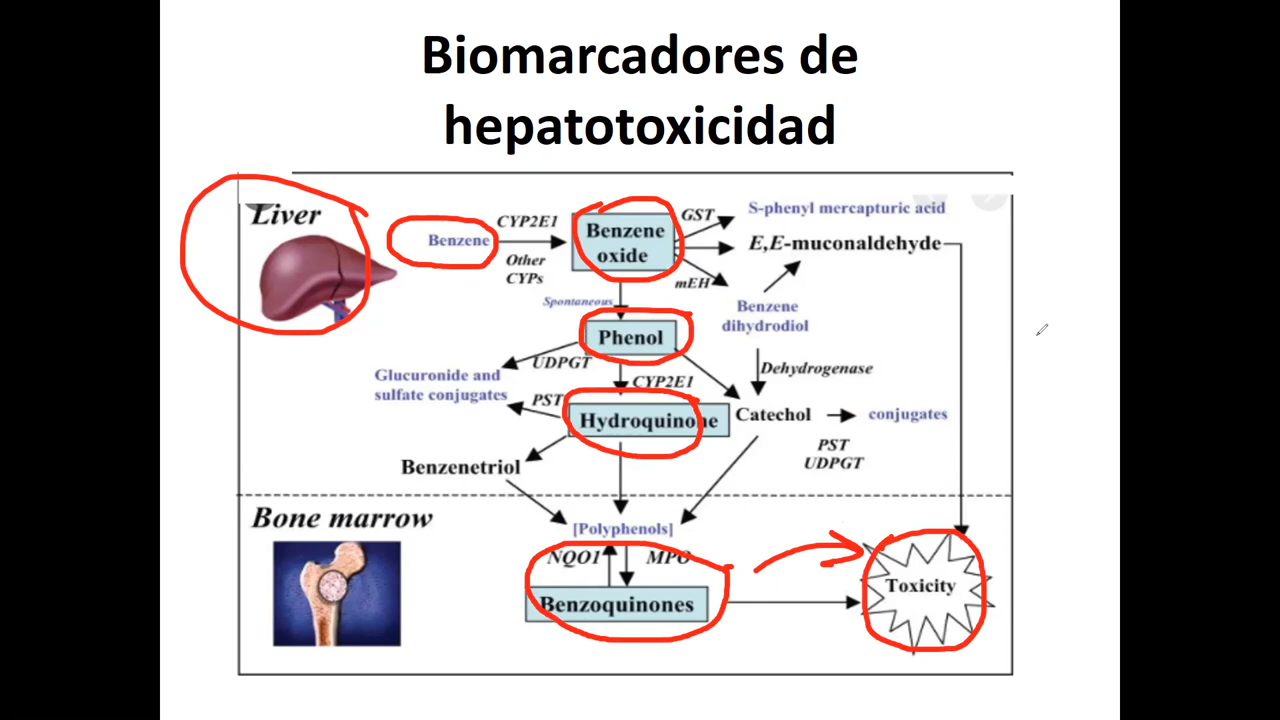 Biomarcadores de
hepatotoxicidad
Liver
Benzene
CYP2E1
Other
CYPs
Benzene
oxide
GST
S-phenyl mercapturic acid
E,E-muconaldehyde
mEH
Spontaneous
Benzene
dihydrodiol
Phenol
UDPGT
CYP2E1
Dehydrogenase
Glucuronide and
sulfate conjugates
PST
Hydroquinone
Catechol
conjugates
PST
UDPGT
Benzenetriol
Bone marrow
[Polyphenols]
NQO1
MPO
Benzoquinones
Toxicity